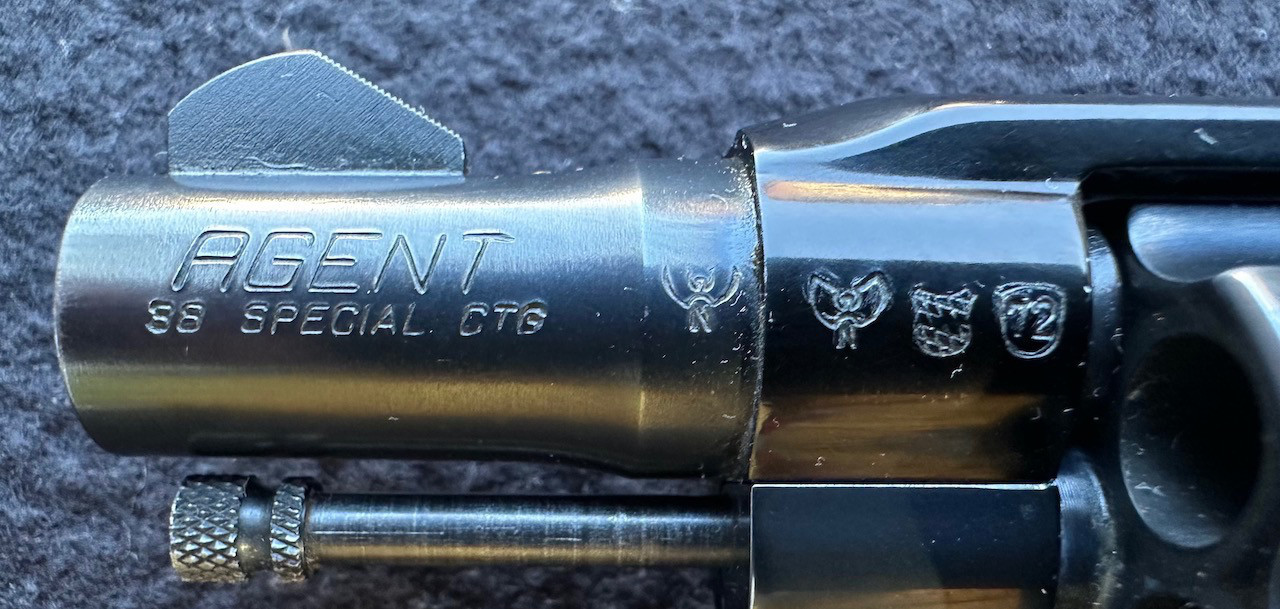 AGENT
38 SPECIAL CTG
72